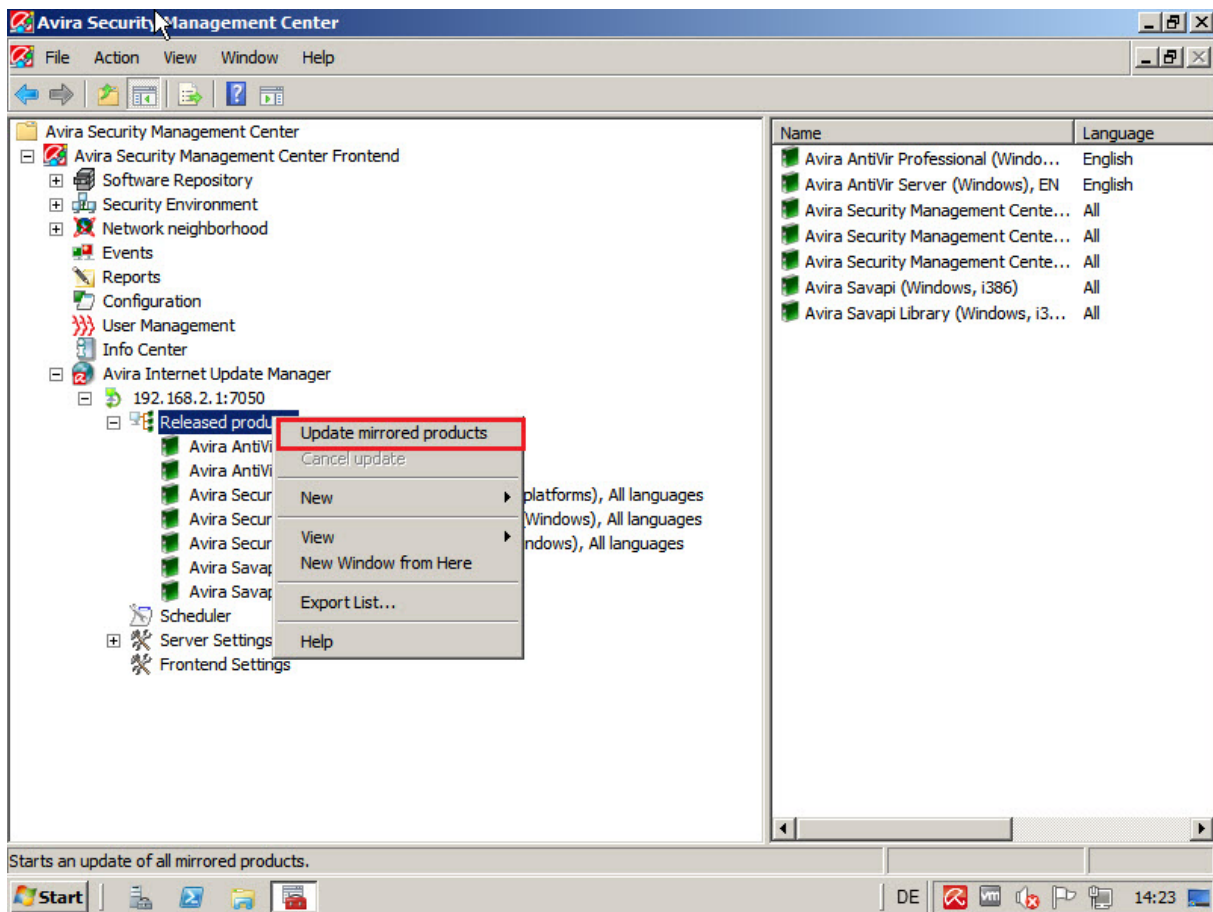 Avira Security Management Center
File Action View Window Help
Avira Security Management Center
Avira Security Management Center Frontend
Software Repository
Security Environment
Network neighborhood
Events
Reports
Configuration
User Management
Info Center
Avira Internet Update Manager
192.168.2.1:7050
Released produ
Avira AntiVi
Avira AntiVi
Avira Secur platforms), All languages
Avira Secur (Windows), All languages
Avira Secur ndows), All languages
Avira Savap
Avira Savap
Scheduler
Server Settings
Frontend Settings
Update mirrored products
Cancel update
New
View
New Window from Here
Export List...
Help
Name Language
Avira AntiVir Professional (Windo... English
Avira AntiVir Server (Windows), EN English
Avira Security Management Cente... All
Avira Security Management Cente... All
Avira Security Management Cente... All
Avira Savapi (Windows, i386) All
Avira Savapi Library (Windows, i3... All
Starts an update of all mirrored products.
Start DE vm 14:23